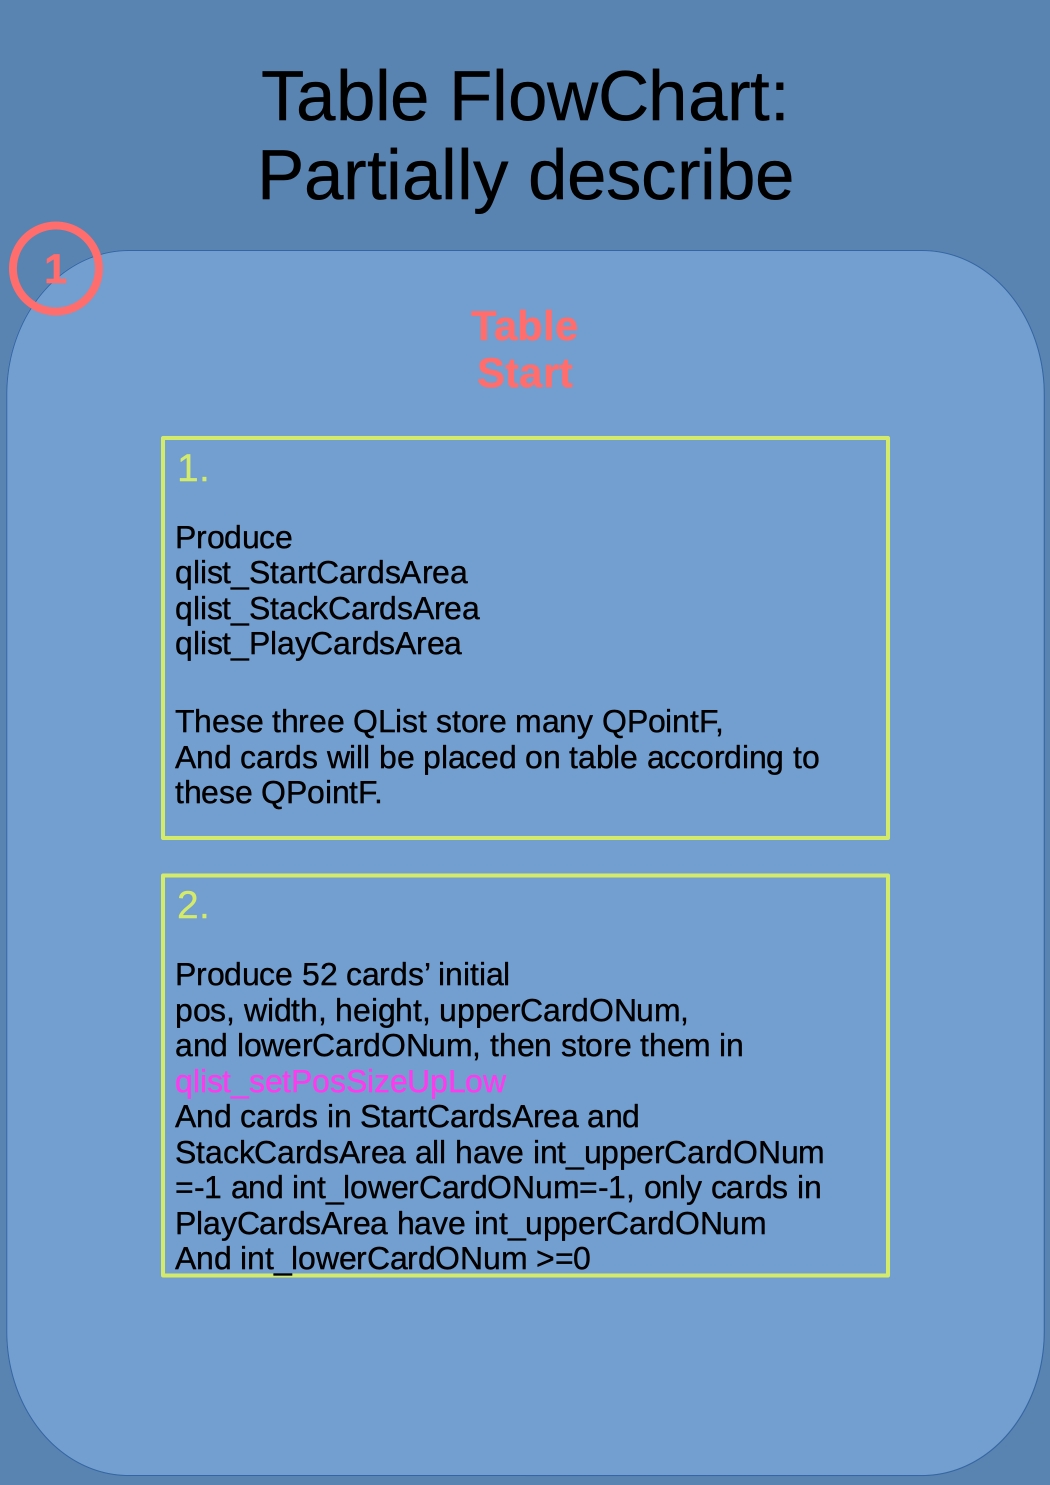 Table FlowChart:
Partially describe
1
Table
Start
1.
Produce
qlist_StartCardsArea
qlist_StackCardsArea
qlist_PlayCardsArea
These three QList store many QPointF,
And cards will be placed on table according to
these QPointF.
2.
Produce 52 cards’ initial
pos, width, height, upperCardONum,
and lowerCardONum, then store them in
qlist_setPosSizeUpLow
And cards in StartCardsArea and
StackCardsArea all have int_upperCardONum
=-1 and int_lowerCardONum=-1, only cards in
PlayCardsArea have int_upperCardONum
And int_lowerCardONum >=0